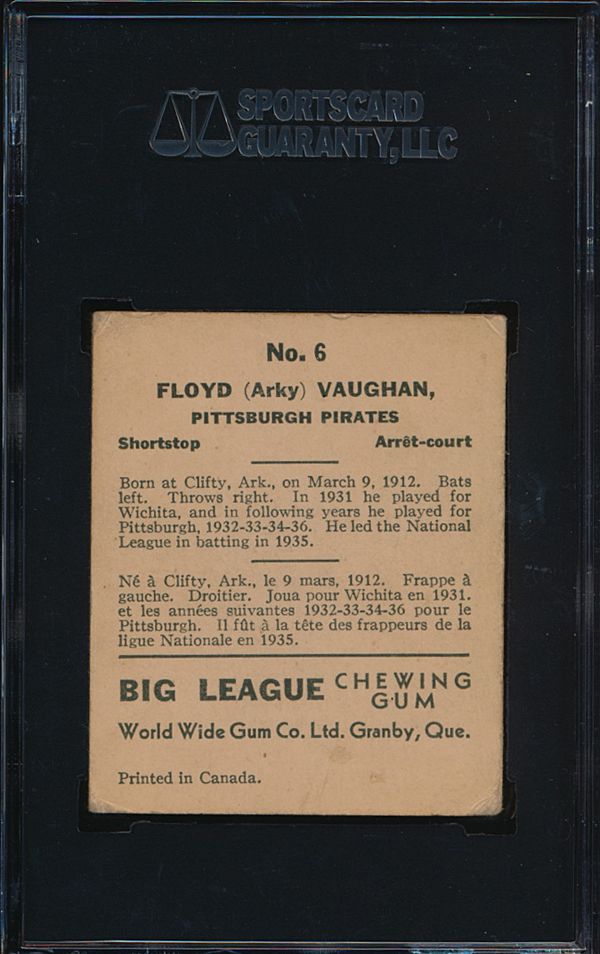 SPORTSCARD
GUARANTY, LLC
No. 6
FLOYD (Arky) VAUGHAN,
PITTSBURGH PIRATES
Shortstop Arrêt-court
Born at Clifty, Ark., on March 9, 1912. Bats
left. Throws right. In 1931 he played for
Wichita, and in following years he played for
Pittsburgh, 1932-33-34-36. He led the National
League in batting in 1935.
Né à Clifty, Ark., le 9 mars, 1912. Frappe à
gauche. Droitier. Joua pour Wichita en 1931.
et les années suivantes 1932-33-34-36 pour le
Pittsburgh. Il fût à la tête des frappeurs de la
ligue Nationale en 1935.
BIG LEAGUE CHEWING
GUM
World Wide Gum Co. Ltd. Granby, Que.
Printed in Canada.